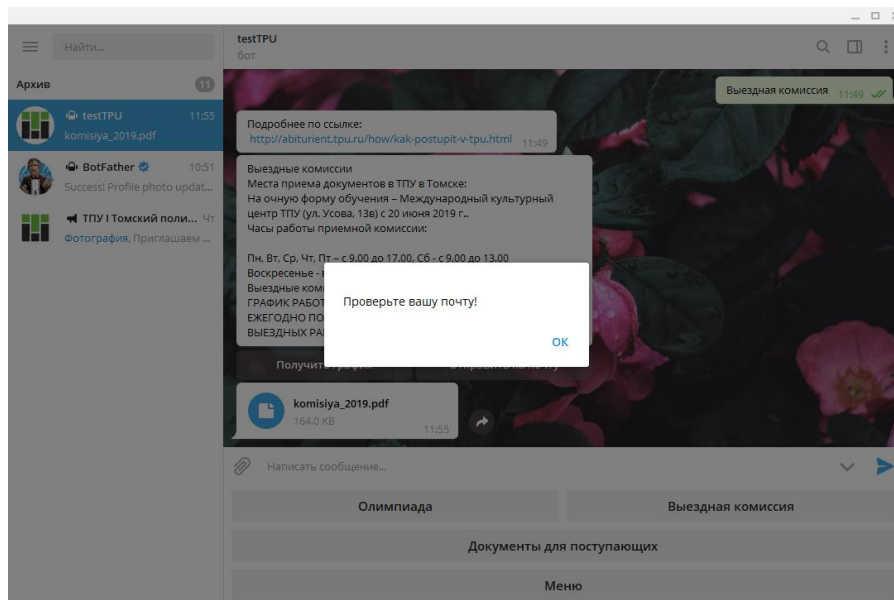 Найти...
Архив
11
testTPU
11:55
komisiya_2019.pdf
BotFather
10:51
Success! Profile photo updat...
ТПУ I Томский поли...
Чт
Фотография, Приглашаем ...
testTPU
бот
Выездная комиссия 11:49
Подробнее по ссылке:
http://abiturient.tpu.ru/how/kak-postupit-v-tpu.html 11:49
Выездные комиссии
Места приема документов в ТПУ в Томске:
На очную форму обучения – Международный культурный
центр ТПУ (ул. Усова, 13в) с 20 июня 2019 г..
Часы работы приемной комиссии:
Пн, Вт, Ср, Чт, Пт – с 9.00 до 17.00, Сб - с 9.00 до 13.00
Воскресенье -
Выездные
ГРАФИК
ЕЖЕГОДНО
ВЫЕЗДНЫХ
Проверьте вашу почту!
ОК
komisiya_2019.pdf
164.0 KB
11:55
Написать сообщение...
Олимпиада
Выездная комиссия
Документы для поступающих
Меню